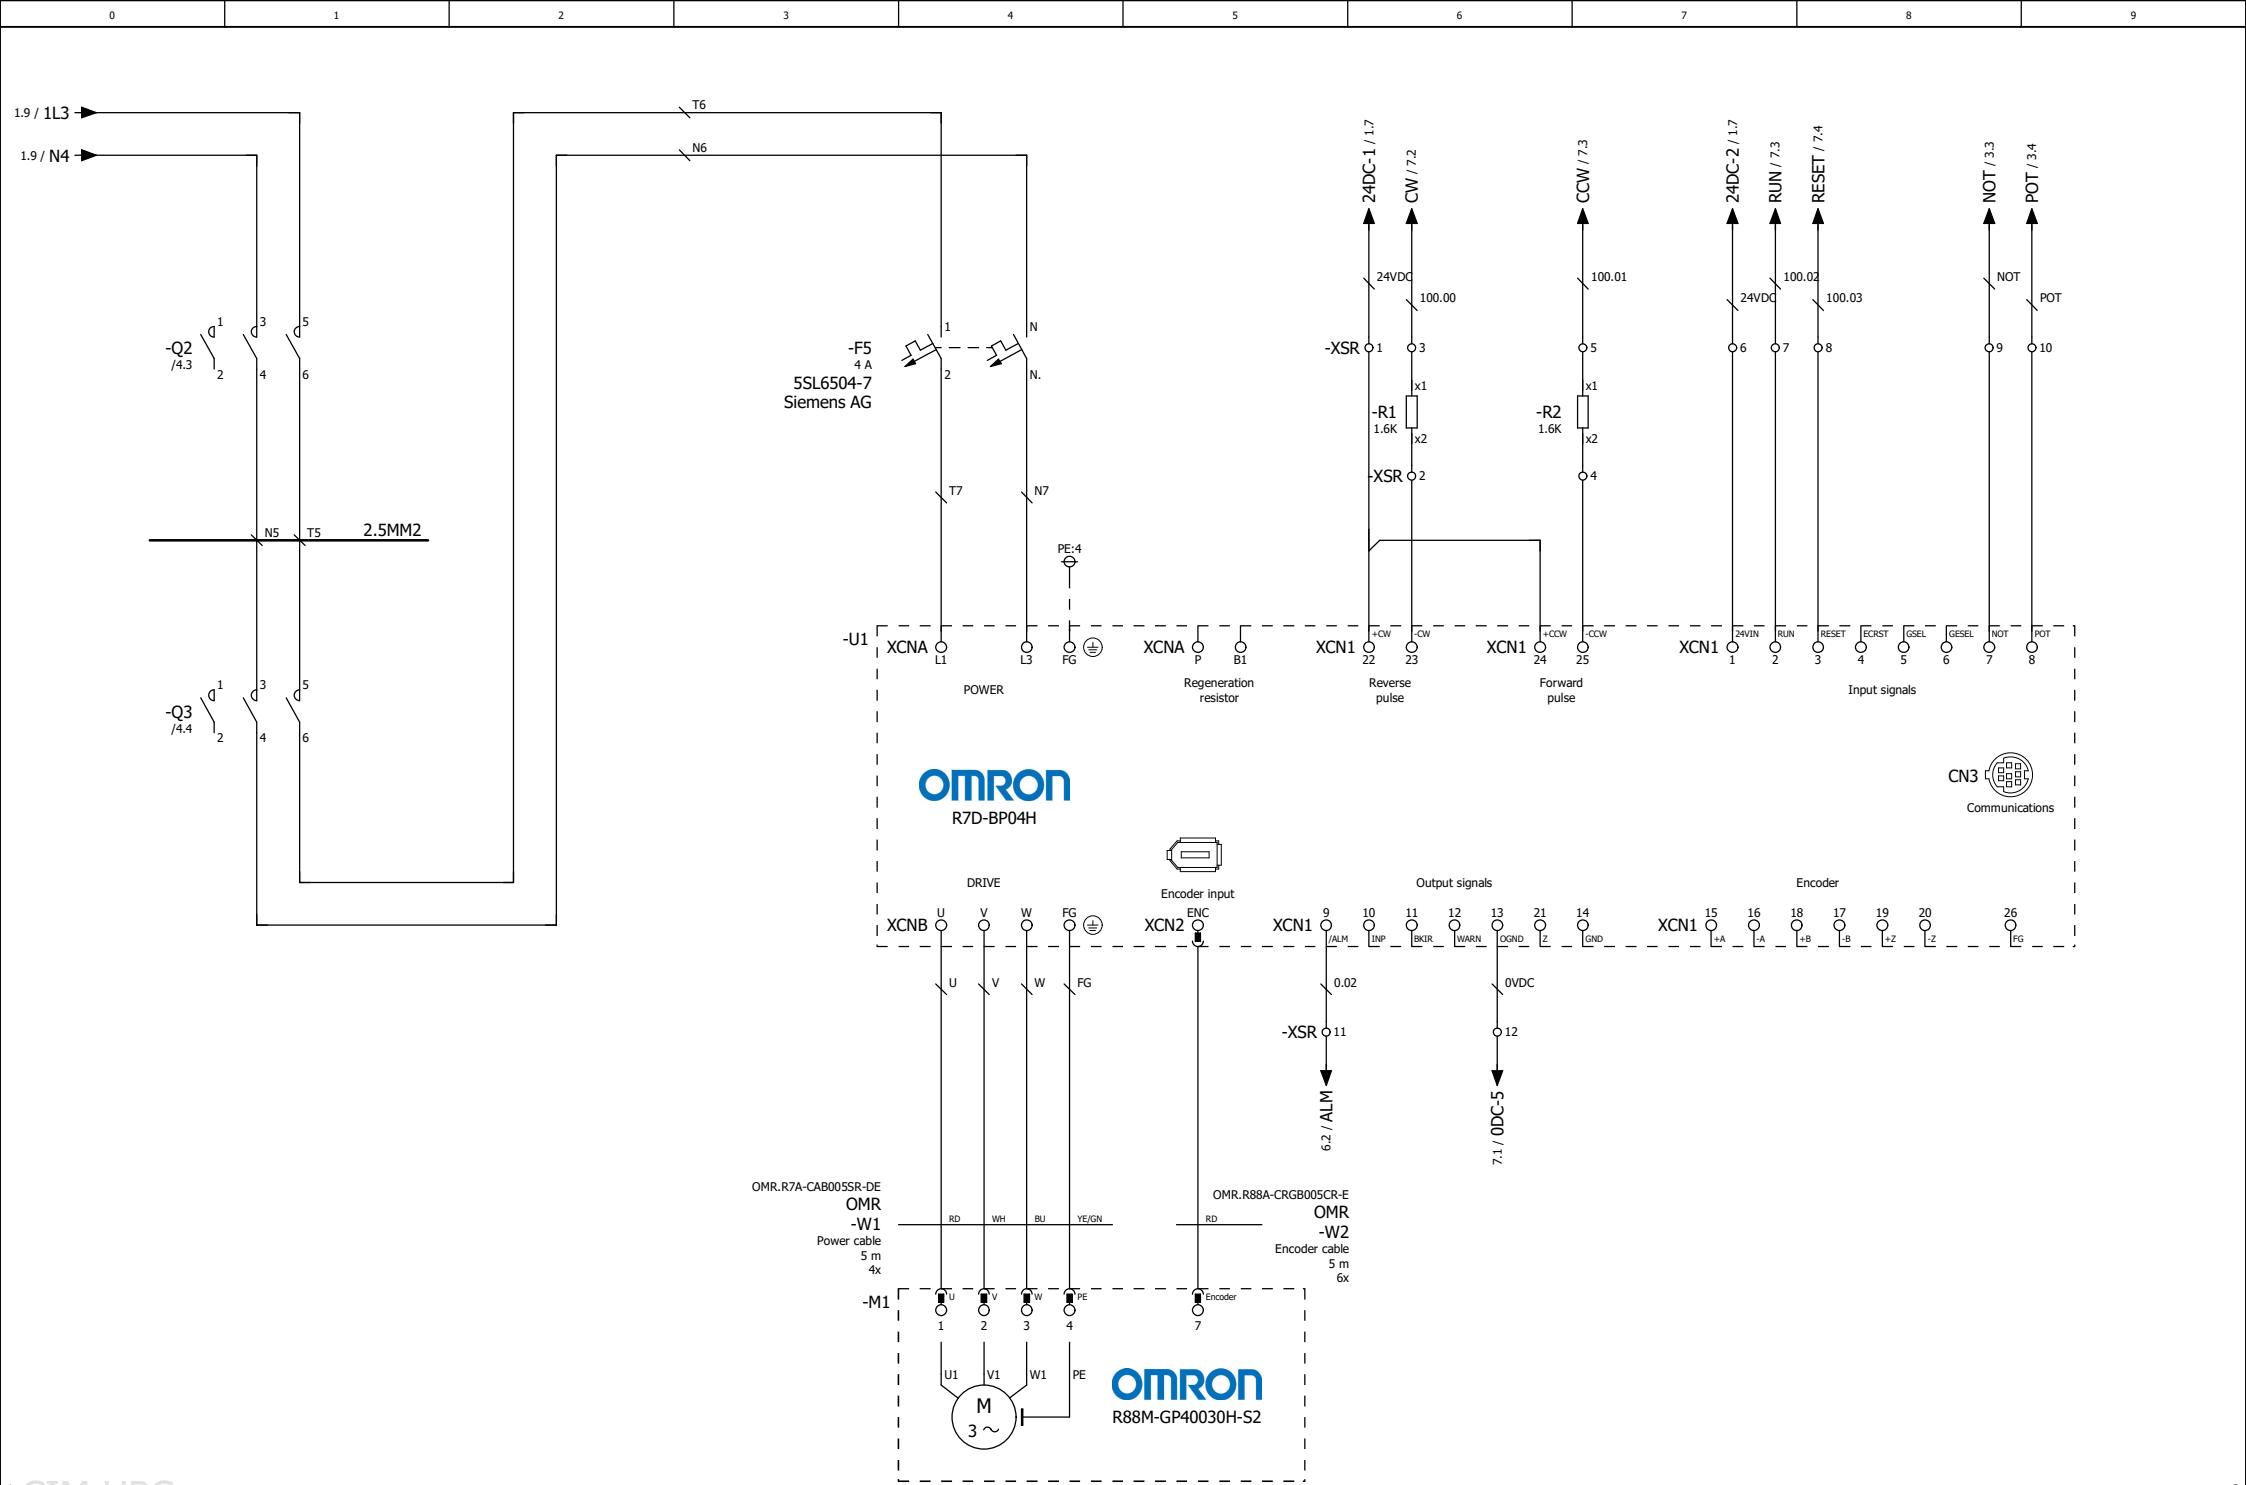 0 1 2 3 4 5 6 7 8 9
1.9 / 1L3
1.9 / N4
T6
N6
24DC-1 / 1.7
CW / 7.2
CCW / 7.3
24DC-2 / 1.7
RUN / 7.3
RESET / 7.4
NOT / 3.3
POT / 3.4
24VDC
100.00
100.01
24VDC
100.02
100.03
NOT
POT
-Q2
/4.3
1 3 5
2 4 6
-F5
4 A
5SL6504-7
Siemens AG
1 N
2 N.
-XSR 1 3 5 6 7 8 9 10
-R1
1.6K
x1
x2
-R2
1.6K
x1
x2
-XSR 2 4
T7
N7
N5 T5 2.5MM2
PE:4
-U1
XCNA L1 L3 FG
POWER
XCNA P B1
Regeneration
resistor
XCN1 +CW -CW
22 23
Reverse
pulse
XCN1 +CCW -CCW
24 25
Forward
pulse
XCN1 24VIN RUN RESET ECRST GSEL GESEL NOT POT
1 2 3 4 5 6 7 8
Input signals
-Q3
/4.4
1 3 5
2 4 6
OMRON
R7D-BP04H
CN3
Communications
DRIVE
Encoder input
Output signals
Encoder
XCNB U V W FG
XCN2 ENC
XCN1 9 10 11 12 13 21 14
/ALM INP BKIR WARN OGND Z GND
XCN1 15 16 18 17 19 20 26
+A -A +B -B +Z -Z FG
U V W FG
0.02
0VDC
-XSR 11 12
6.2 / ALM
7.1 / 0DC-5
OMR.R7A-CAB005SR-DE
OMR
-W1
Power cable
5 m
4x
RD WH BU YE/GN
OMR.R88A-CRGB005CR-E
OMR
-W2
Encoder cable
5 m
6x
RD
-M1
U V W PE Encoder
1 2 3 4 7
U1 V1 W1 PE
M
3 ~
OMRON
R88M-GP40030H-S2